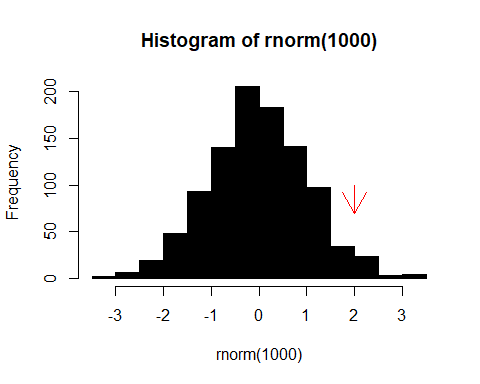 Histogram of rnorm(1000)
Frequency
200
150
100
50
0
-3 -2 -1 0 1 2 3
rnorm(1000)